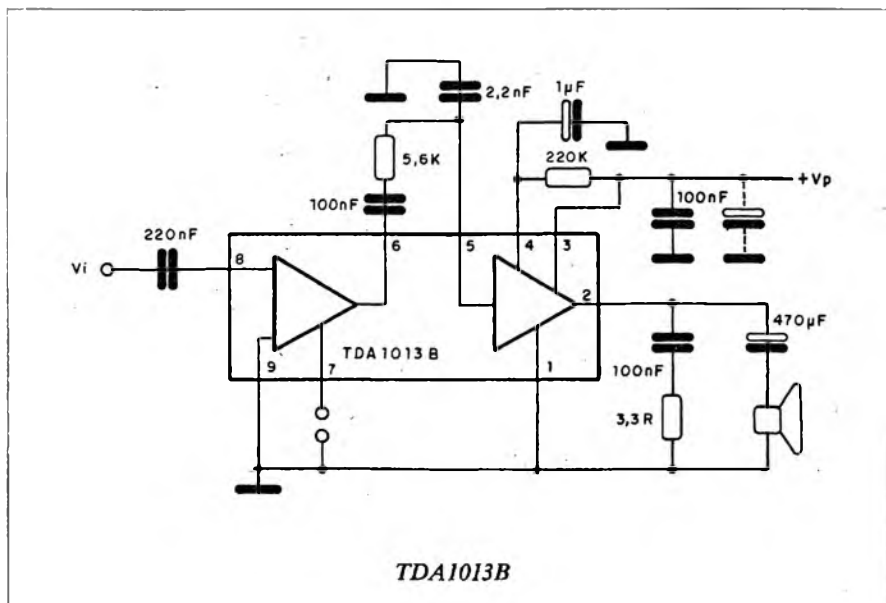 1µF
2,2nF
5,6K
220K
100nF
100nF
+Vp
220nF
6
5
4
3
Vi
8
2
470µF
TDA1013B
9
7
1
100nF
3,3R
TDA1013B